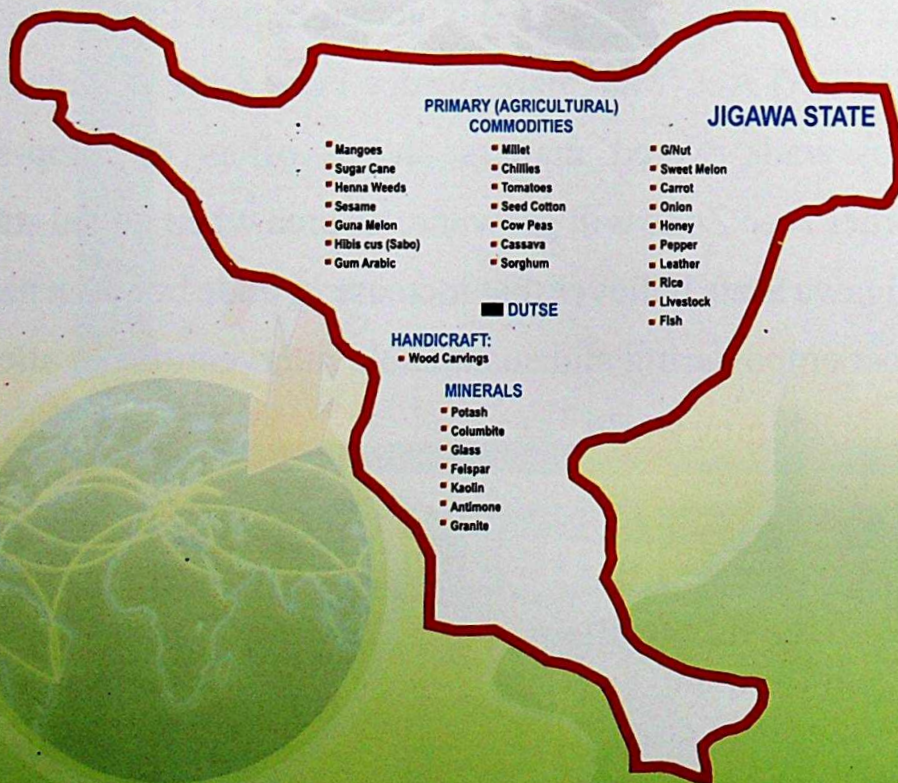 JIGAWA STATE
PRIMARY (AGRICULTURAL)
COMMODITIES
Mangoes
Sugar Cane
Henna Weeds
Sesame
Guna Melon
Hibis cus (Sabo)
Gum Arabic
Millet
Chillies
Tomatoes
Seed Cotton
Cow Peas
Cassava
Sorghum
G/Nut
Sweet Melon
Carrot
Onion
Honey
Pepper
Leather
Rice
Livestock
Fish
DUTSE
HANDICRAFT:
Wood Carvings
MINERALS
Potash
Columbite
Glass
Felspar
Kaolin
Antimone
Granite